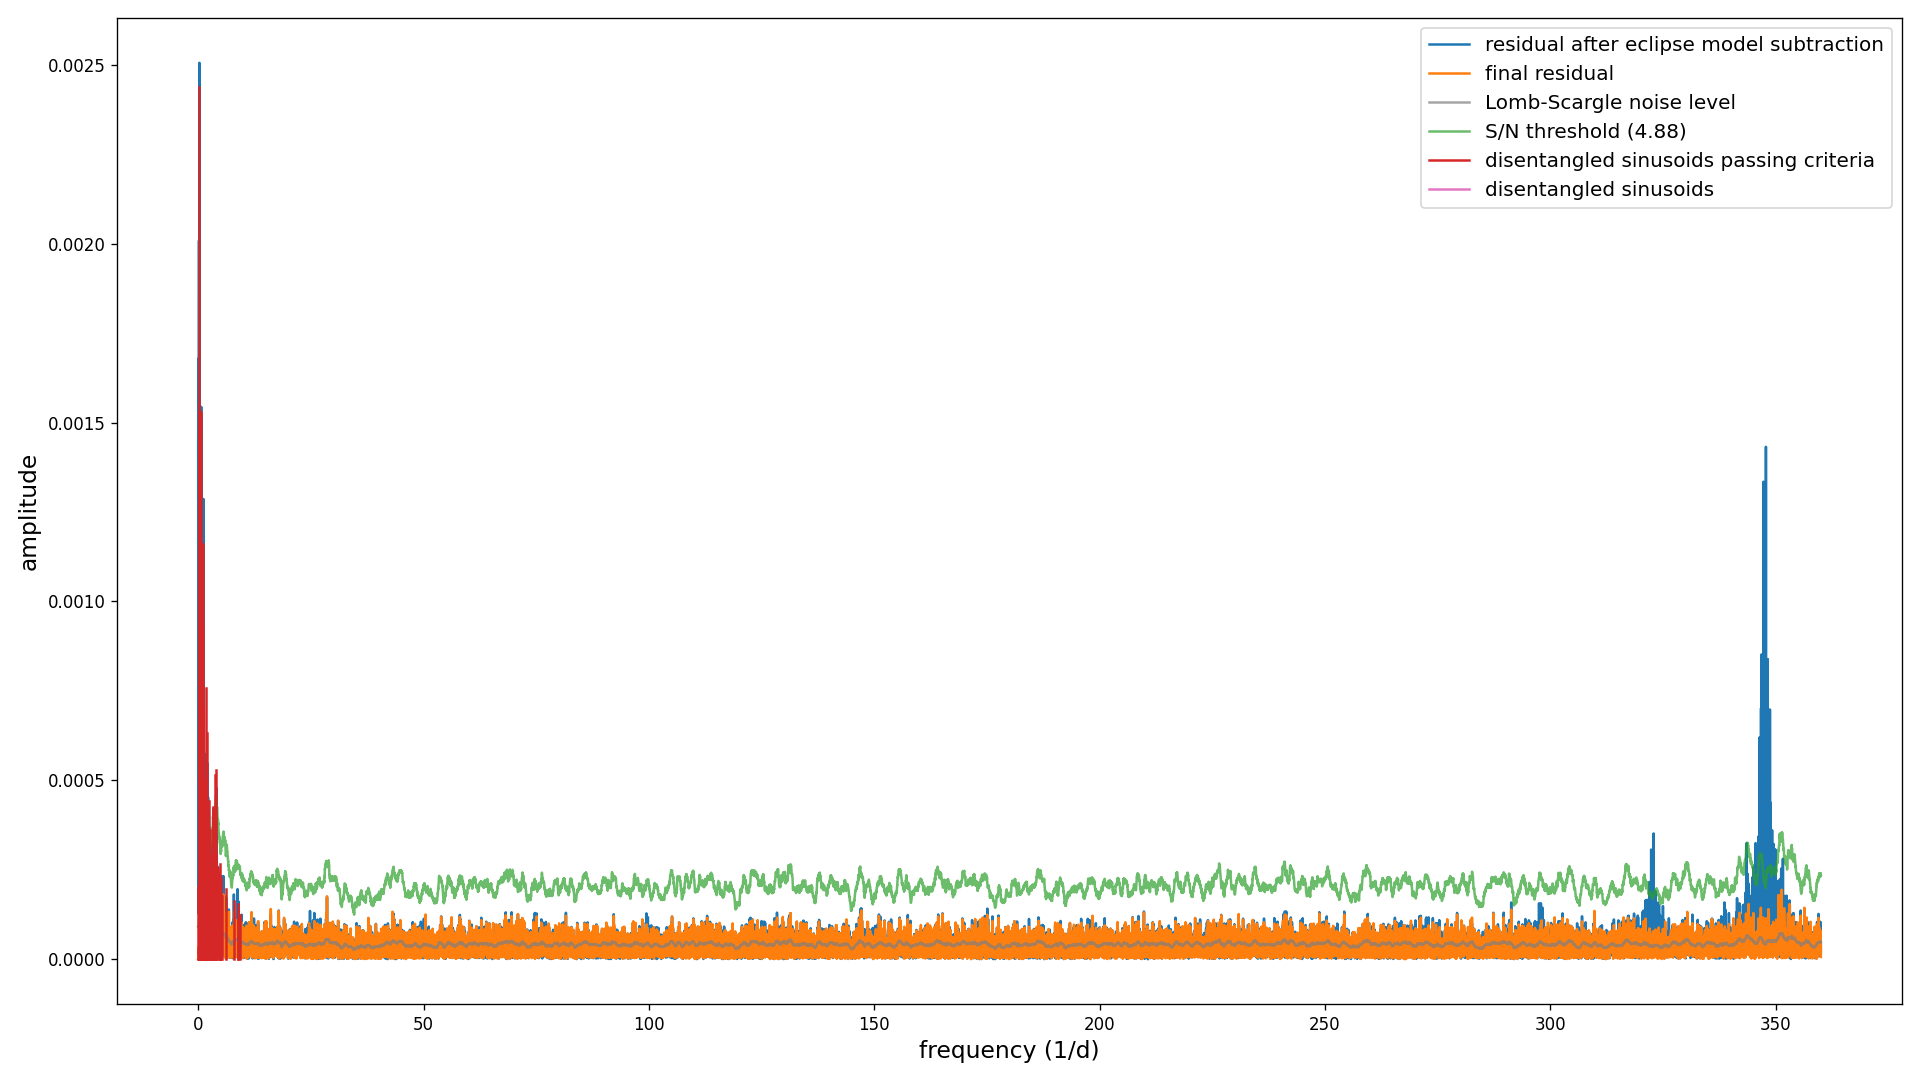 residual after eclipse model subtraction
final residual
Lomb-Scargle noise level
S/N threshold (4.88)
disentangled sinusoids passing criteria
disentangled sinusoids
0.0025
0.0020
0.0015
0.0010
0.0005
0.0000
amplitude
0 50 100 150 200 250 300 350
frequency (1/d)